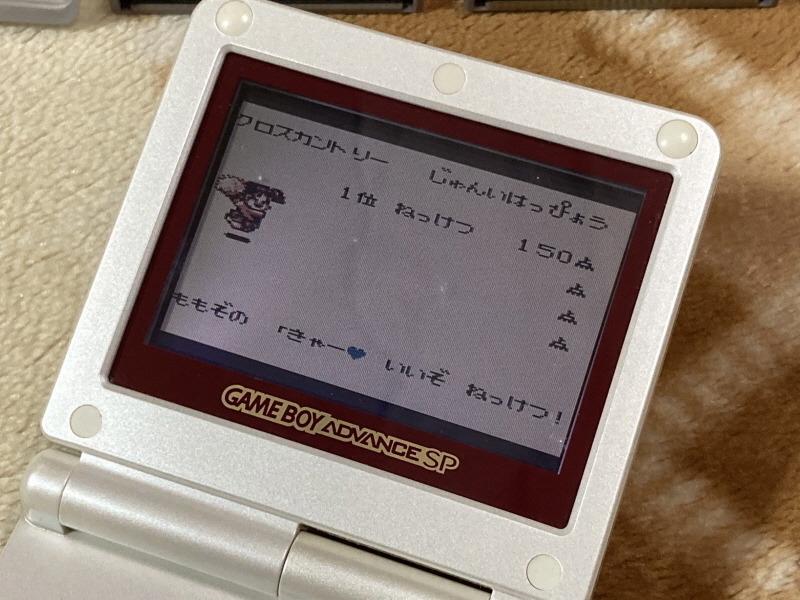 クロスカントリー じゅんいはっぴょう
1位 ねっけつ 150点
点
点
点
ももぞの 「きゃー♥ いいぞ ねっけつ!
GAME BOY ADVANCE SP